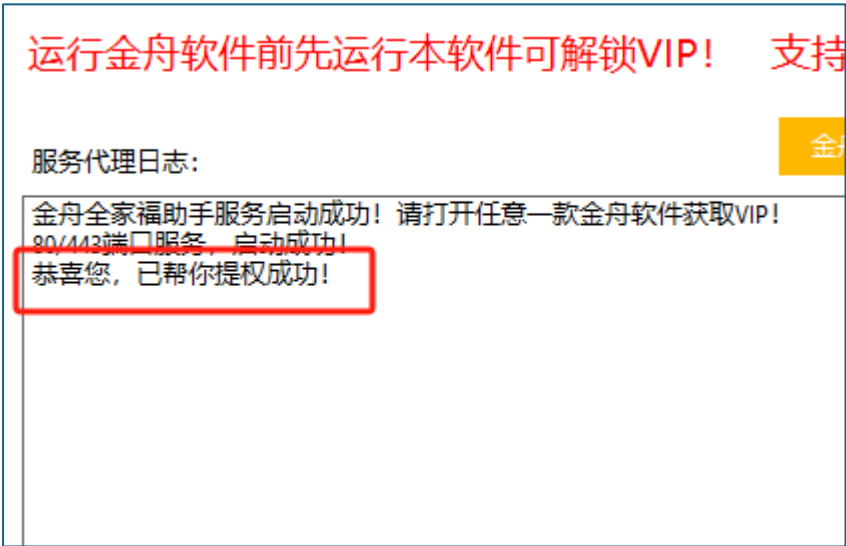 运行金舟软件前先运行本软件可解锁VIP！ 支持
金舟
服务代理日志：
金舟全家福助手服务启动成功！请打开任意一款金舟软件获取VIP！
80/443端口服务，启动成功！
恭喜您，已帮你提权成功！